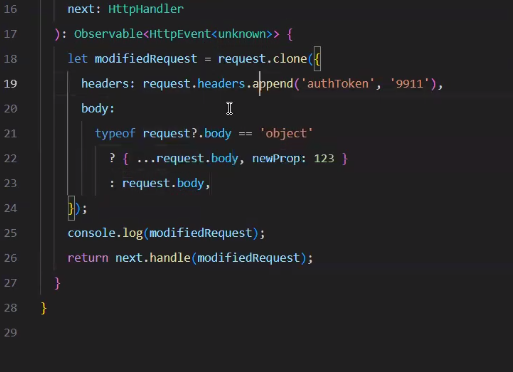 16 next: HttpHandler
17 ): Observable<HttpEvent<unknown>> {
18 let modifiedRequest = request.clone({
19 headers: request.headers.append('authToken', '9911'),
20 body:
21 typeof request?.body == 'object'
22 ? { ...request.body, newProp: 123 }
23 : request.body,
24 });
25 console.log(modifiedRequest);
26 return next.handle(modifiedRequest);
27 }
28 }
29